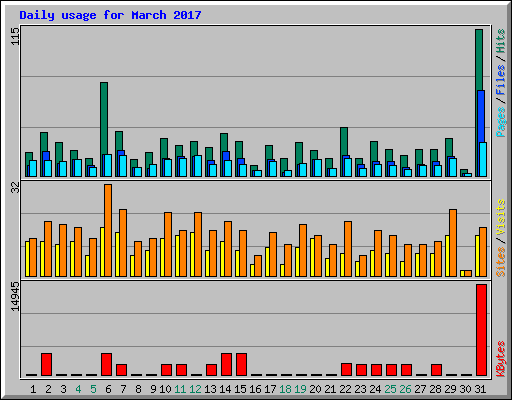 Daily usage for March 2017
115
Pages / Files / Hits
32
Sites / Visits
14945
KBytes
1 2 3 4 5 6 7 8 9 10 11 12 13 14 15 16 17 18 19 20 21 22 23 24 25 26 27 28 29 30 31